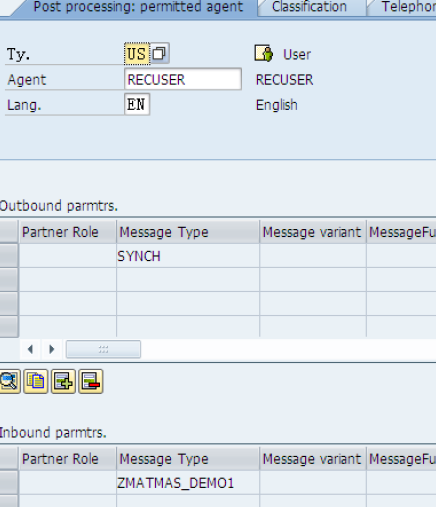 Post processing: permitted agent Classification Telephon
Ty. US User
Agent RECUSER RECUSER
Lang. EN English
Outbound parmtrs.
Partner Role Message Type Message variant MessageFu
SYNCH
Inbound parmtrs.
Partner Role Message Type Message variant MessageFu
ZMATMAS_DEMO1